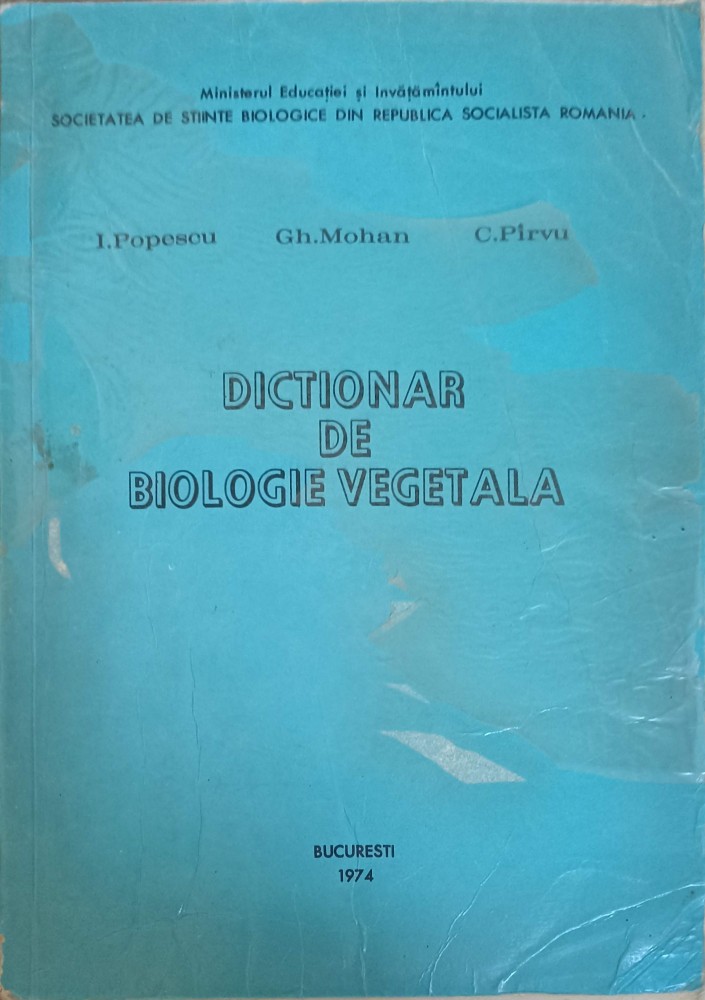 Ministerul Educației și Invățămîntului
SOCIETATEA DE STIINTE BIOLOGICE DIN REPUBLICA SOCIALISTA ROMANIA.
I.Popescu Gh.Mohan C.Pîrvu
DICTIONAR
DE
BIOLOGIE VEGETALA
BUCURESTI
1974